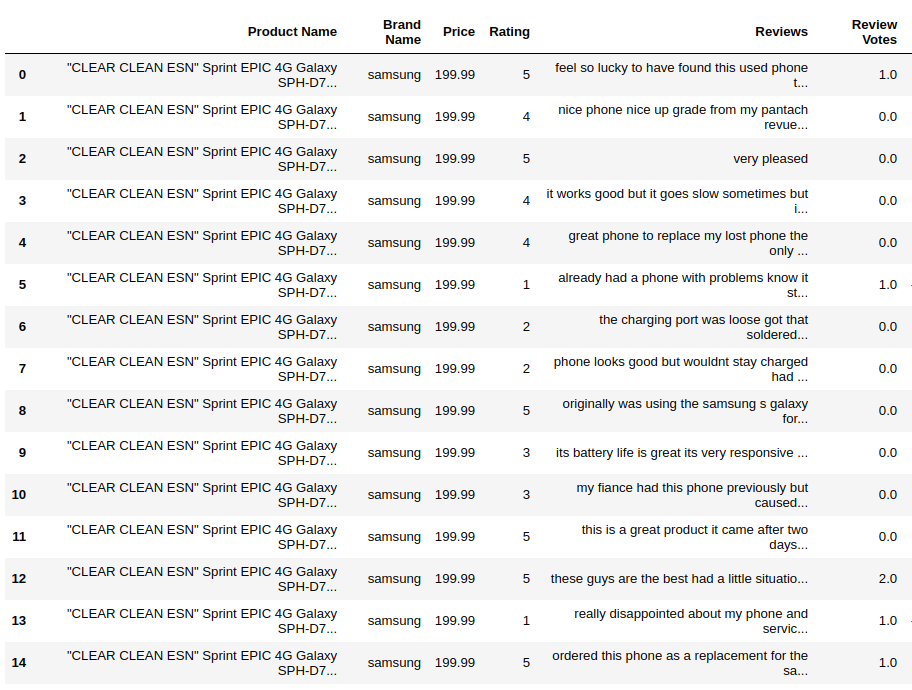 Product Name Brand Name Price Rating Reviews Review Votes
0 "CLEAR CLEAN ESN" Sprint EPIC 4G Galaxy SPH-D7... samsung 199.99 5 feel so lucky to have found this used phone t... 1.0
1 "CLEAR CLEAN ESN" Sprint EPIC 4G Galaxy SPH-D7... samsung 199.99 4 nice phone nice up grade from my pantach revue... 0.0
2 "CLEAR CLEAN ESN" Sprint EPIC 4G Galaxy SPH-D7... samsung 199.99 5 very pleased 0.0
3 "CLEAR CLEAN ESN" Sprint EPIC 4G Galaxy SPH-D7... samsung 199.99 4 it works good but it goes slow sometimes but i... 0.0
4 "CLEAR CLEAN ESN" Sprint EPIC 4G Galaxy SPH-D7... samsung 199.99 4 great phone to replace my lost phone the only ... 0.0
5 "CLEAR CLEAN ESN" Sprint EPIC 4G Galaxy SPH-D7... samsung 199.99 1 already had a phone with problems know it st... 1.0
6 "CLEAR CLEAN ESN" Sprint EPIC 4G Galaxy SPH-D7... samsung 199.99 2 the charging port was loose got that soldered... 0.0
7 "CLEAR CLEAN ESN" Sprint EPIC 4G Galaxy SPH-D7... samsung 199.99 2 phone looks good but wouldnt stay charged had ... 0.0
8 "CLEAR CLEAN ESN" Sprint EPIC 4G Galaxy SPH-D7... samsung 199.99 5 originally was using the samsung s galaxy for... 0.0
9 "CLEAR CLEAN ESN" Sprint EPIC 4G Galaxy SPH-D7... samsung 199.99 3 its battery life is great its very responsive ... 0.0
10 "CLEAR CLEAN ESN" Sprint EPIC 4G Galaxy SPH-D7... samsung 199.99 3 my fiance had this phone previously but caused... 0.0
11 "CLEAR CLEAN ESN" Sprint EPIC 4G Galaxy SPH-D7... samsung 199.99 5 this is a great product it came after two days... 0.0
12 "CLEAR CLEAN ESN" Sprint EPIC 4G Galaxy SPH-D7... samsung 199.99 5 these guys are the best had a little situatio... 2.0
13 "CLEAR CLEAN ESN" Sprint EPIC 4G Galaxy SPH-D7... samsung 199.99 1 really disappointed about my phone and servic... 1.0
14 "CLEAR CLEAN ESN" Sprint EPIC 4G Galaxy SPH-D7... samsung 199.99 5 ordered this phone as a replacement for the sa... 1.0